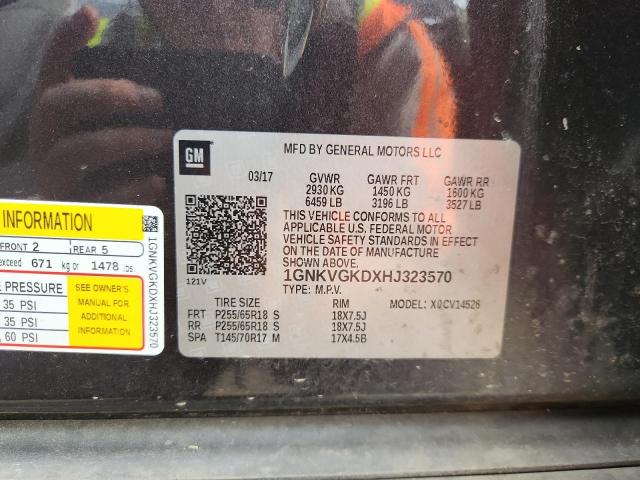 GM
MFD BY GENERAL MOTORS LLC
03/17 GVWR GAWR FRT GAWR RR
2930 KG 1450 KG 1600 KG
6459 LB 3196 LB 3527 LB
THIS VEHICLE CONFORMS TO ALL
APPLICABLE U.S. FEDERAL MOTOR
VEHICLE SAFETY STANDARDS IN EFFECT
ON THE DATE OF MANUFACTURE SHOWN
ABOVE.
121V
1GNKVGKDXHJ323570
TYPE: M.P.V.
TIRE SIZE RIM MODEL: X0CV14526
FRT P255/65R18 S 18X7.5J
RR P255/65R18 S 18X7.5J
SPA T145/70R17 M 17X4.5B
INFORMATION
FRONT 2 REAR 5
exceed 671 kg or 1478 lbs.
PRESSURE
35 PSI
35 PSI
60 PSI
SEE OWNER'S
MANUAL FOR
ADDITIONAL
INFORMATION
1GNKVGKDXHJ323570